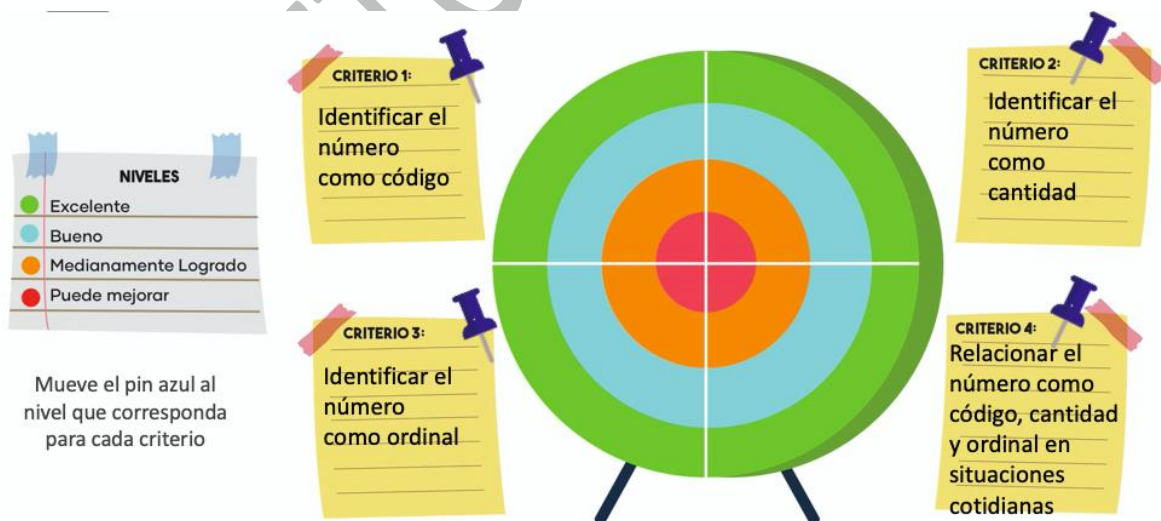 NIVELES
Excelente
Bueno
Medianamente Logrado
Puede mejorar
Mueve el pin azul al
nivel que corresponda
para cada criterio
CRITERIO 1:
Identificar el
número
como código
CRITERIO 2:
Identificar el
número
como
cantidad
CRITERIO 3:
Identificar el
número
como ordinal
CRITERIO 4:
Relacionar el
número como
código, cantidad
y ordinal en
situaciones
cotidianas